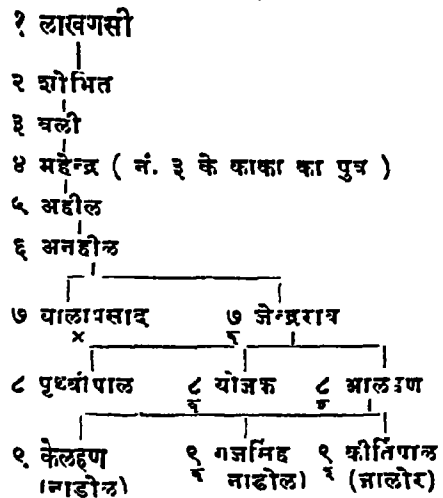 १ लाखणसी
२ शोभित
३ बली
४ महेन्द्र ( नं. ३ के काका का पुत्र )
५ अहील
६ अनहील
७ वालाप्रसाद ७ जेन्द्रराव
× ब
८ पृथ्वीपाल ८ योजक ८ आलहण
ब
९ केलहण ९ गजसिंह ९ कीर्तिपाल
(नाडोल) नाडोल) (जालोर)